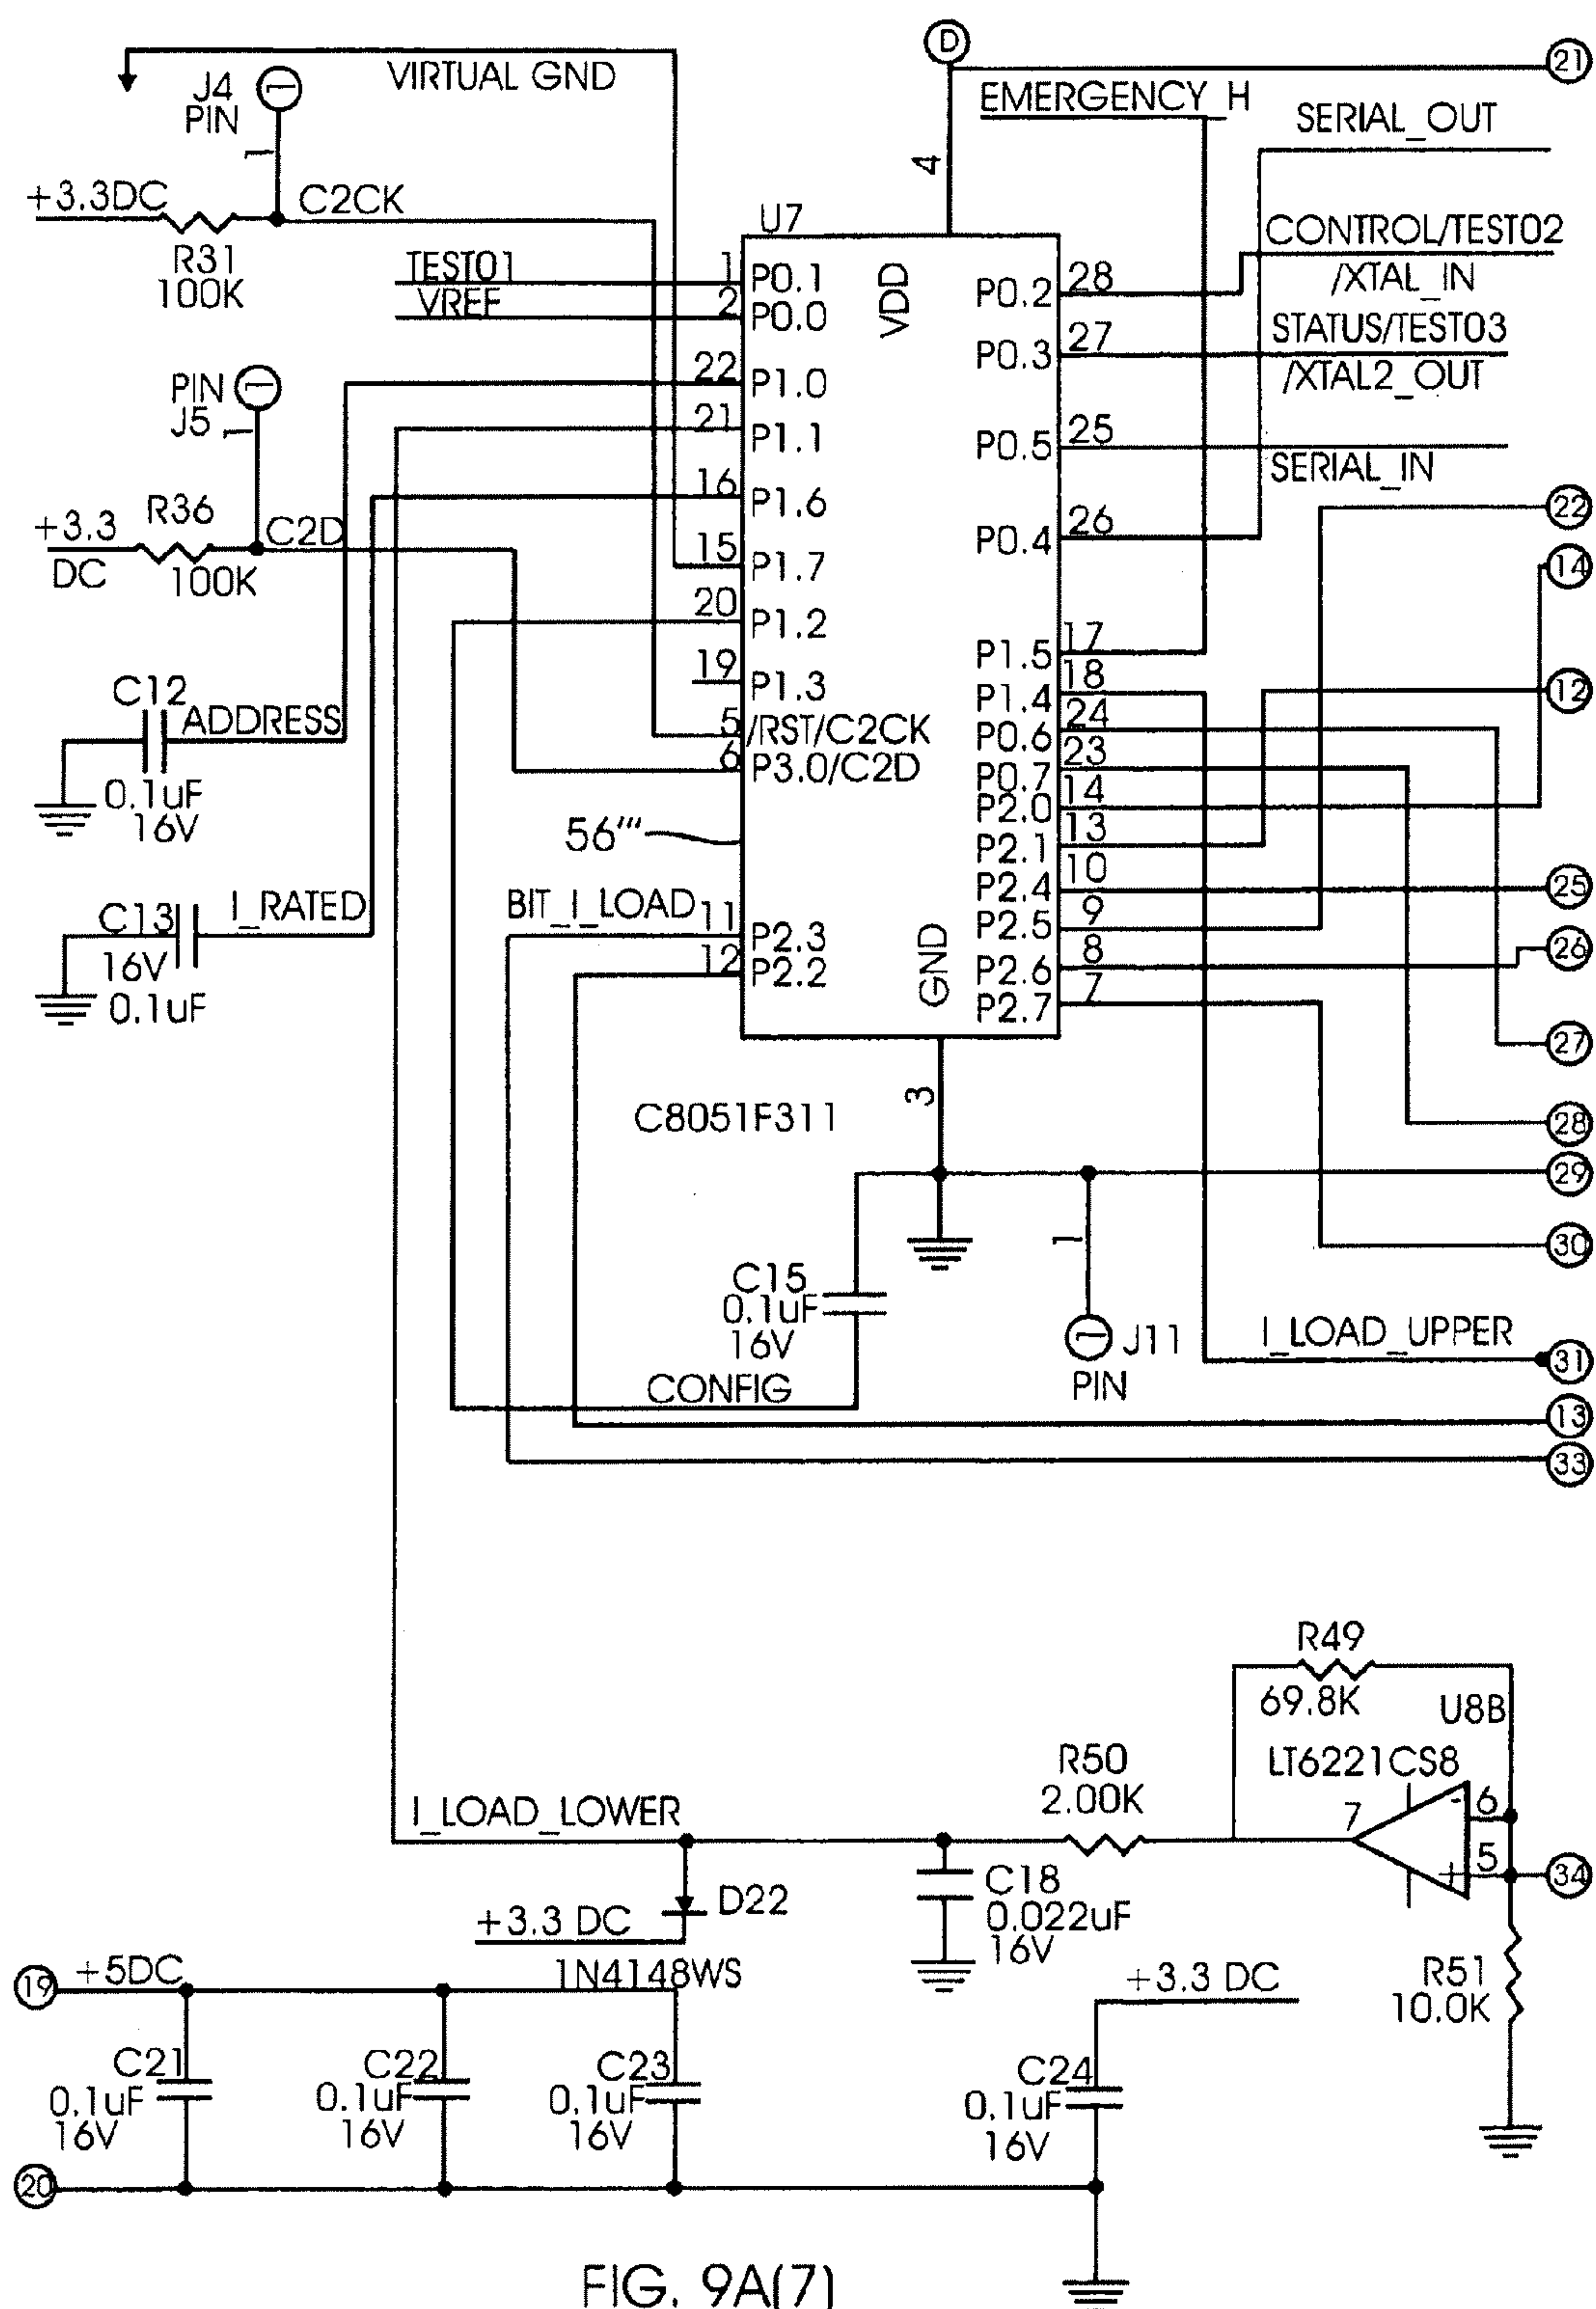 D
21
VIRTUAL GND
J4
PIN
1
1
EMERGENCY_H
SERIAL_OUT
4
+3.3DC
C2CK
R31
100K
U7
CONTROL/TEST02
/XTAL_IN
TEST01
1
P0.1
VREF
2
P0.0
VDD
P0.2
28
STATUS/TEST03
/XTAL2_OUT
P0.3
27
PIN
J5
1
1
22
P1.0
21
P1.1
P0.5
25
SERIAL_IN
16
P1.6
+3.3
DC
R36
100K
C2D
15
P1.7
P0.4
26
22
14
20
P1.2
19
P1.3
P1.5
17
P1.4
18
12
C12
ADDRESS
0.1uF
16V
5
/RST/C2CK
6
P3.0/C2D
P0.6
24
P0.7
23
P2.0
14
56'''
P2.1
13
P2.4
10
25
C13
I_RATED
16V
0.1uF
BIT_I_LOAD
11
P2.3
12
P2.2
GND
P2.5
9
P2.6
8
26
P2.7
7
27
3
C8051F311
28
29
1
30
C15
0.1uF
16V
1
J11
PIN
I_LOAD_UPPER
31
CONFIG
13
33
R49
69.8K
U8B
LT6221CS8
R50
2.00K
7
-
6
+
5
34
I_LOAD_LOWER
C18
0.022uF
16V
D22
+3.3 DC
1N4148WS
19
+5DC
+3.3 DC
R51
10.0K
C21
0.1uF
16V
C22
0.1uF
16V
C23
0.1uF
16V
C24
0.1uF
16V
20
FIG. 9A(7)